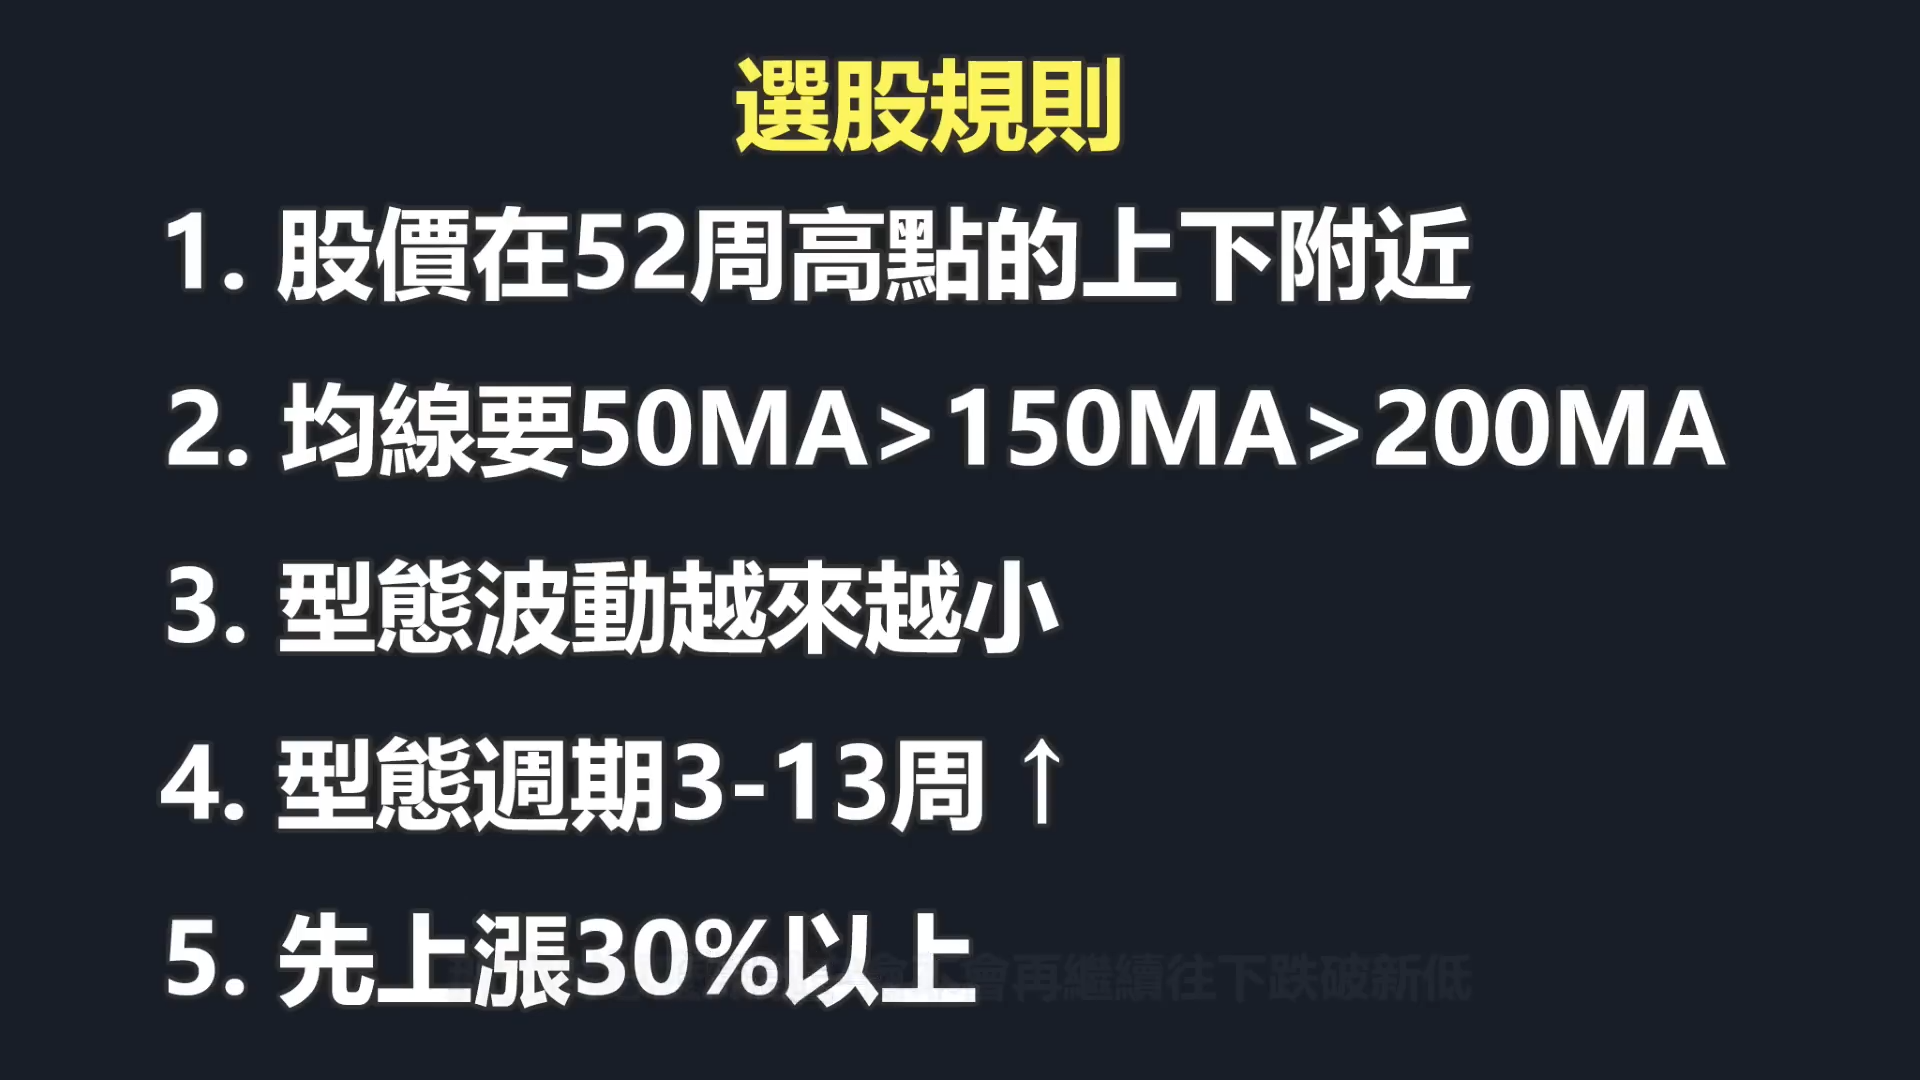 選股規則
1. 股價在52周高點的上下附近
2. 均線要50MA>150MA>200MA
3. 型態波動越來越小
4. 型態週期3-13周↑
5. 先上漲30%以上
會再繼續往下跌破新低